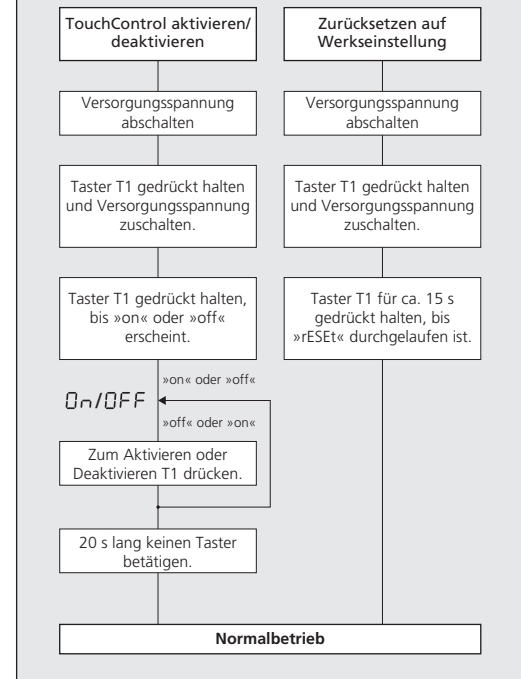 TouchControl aktivieren/
deaktivieren
Versorgungsspannung
abschalten
Taster T1 gedrückt halten
und Versorgungsspannung
zuschalten.
Taster T1 gedrückt halten,
bis »on« oder »off«
erscheint.
»on« oder »off«
On/OFF
»off« oder »on«
Zum Aktivieren oder
Deaktivieren T1 drücken.
20 s lang keinen Taster
betätigen.
Zurücksetzen auf
Werkseinstellung
Versorgungsspannung
abschalten
Taster T1 gedrückt halten
und Versorgungsspannung
zuschalten.
Taster T1 für ca. 15 s
gedrückt halten, bis
»rESEt« durchgelaufen ist.
Normalbetrieb